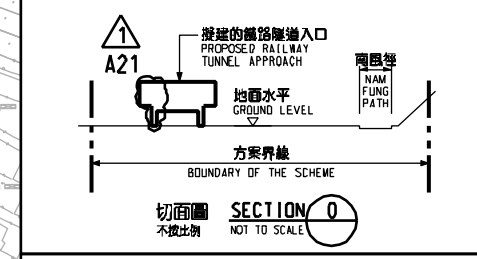 1
A21
擬建的鐵路隧道入口
PROPOSED RAILWAY
TUNNEL APPROACH
南風徑
NAM
FUNG
PATH
地面水平
GROUND LEVEL
方案界線
BOUNDARY OF THE SCHEME
切面圖 SECTION O
不按比例 NOT TO SCALE